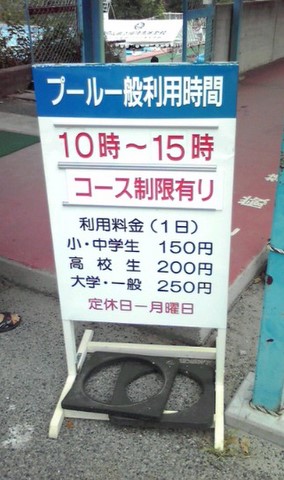 プール一般利用時間
10時～15時
コース制限有り
利用料金（1日）
小・中学生 150円
高校生 200円
大学・一般 250円
定休日ー月曜日